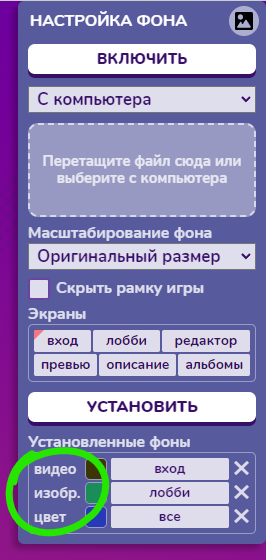 НАСТРОЙКА ФОНА
ВКЛЮЧИТЬ
С компьютера
Перетащите файл сюда или
выберите с компьютера
Масштабирование фона
Оригинальный размер
Скрыть рамку игры
Экраны
вход лобби редактор
превью описание альбомы
УСТАНОВИТЬ
Установленные фоны
видео вход
изобр. лобби
цвет все